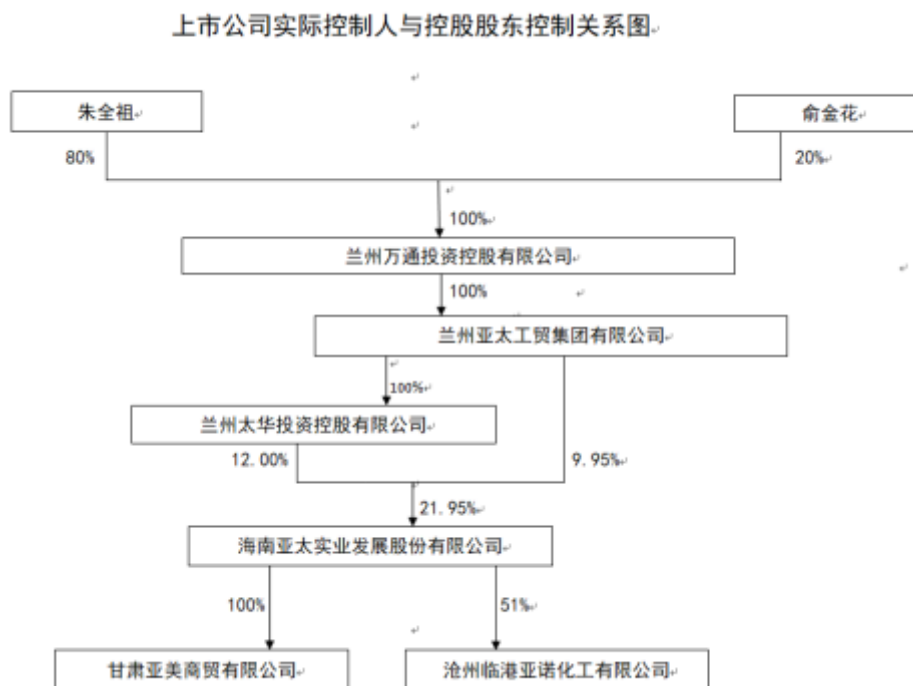 上市公司实际控制人与控股股东控制关系图
朱全祖
俞金花
80%
20%
100%
兰州万通投资控股有限公司
100%
兰州亚太工贸集团有限公司
100%
兰州太华投资控股有限公司
12.00%
9.95%
21.95%
海南亚太实业发展股份有限公司
100%
51%
甘肃亚美商贸有限公司
沧州临港亚诺化工有限公司